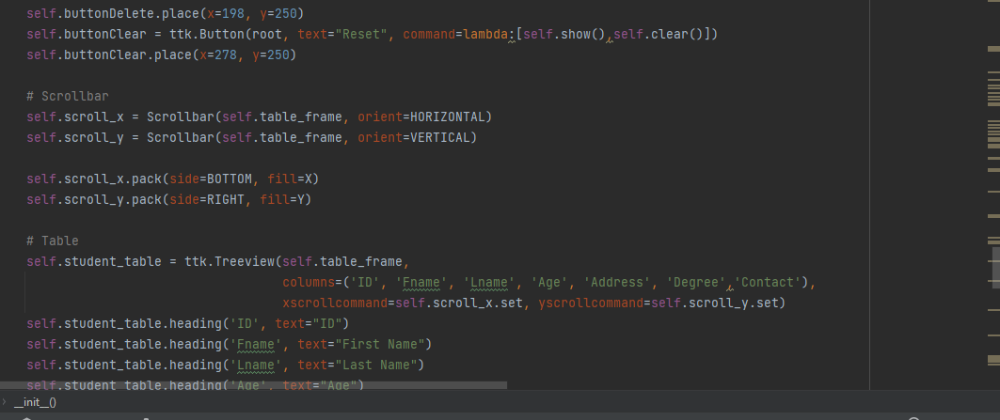 self.buttonDelete.place(x=198, y=250)
self.buttonClear = ttk.Button(root, text="Reset", command=lambda:[self.show(),self.clear()])
self.buttonClear.place(x=278, y=250)
# Scrollbar
self.scroll_x = Scrollbar(self.table_frame, orient=HORIZONTAL)
self.scroll_y = Scrollbar(self.table_frame, orient=VERTICAL)
self.scroll_x.pack(side=BOTTOM, fill=X)
self.scroll_y.pack(side=RIGHT, fill=Y)
# Table
self.student_table = ttk.Treeview(self.table_frame,
columns=('ID', 'Fname', 'Lname', 'Age', 'Address', 'Degree','Contact'),
xscrollcommand=self.scroll_x.set, yscrollcommand=self.scroll_y.set)
self.student_table.heading('ID', text="ID")
self.student_table.heading('Fname', text="First Name")
self.student_table.heading('Lname', text="Last Name")
self.student_table.heading('Age', text="Age")
__init__()